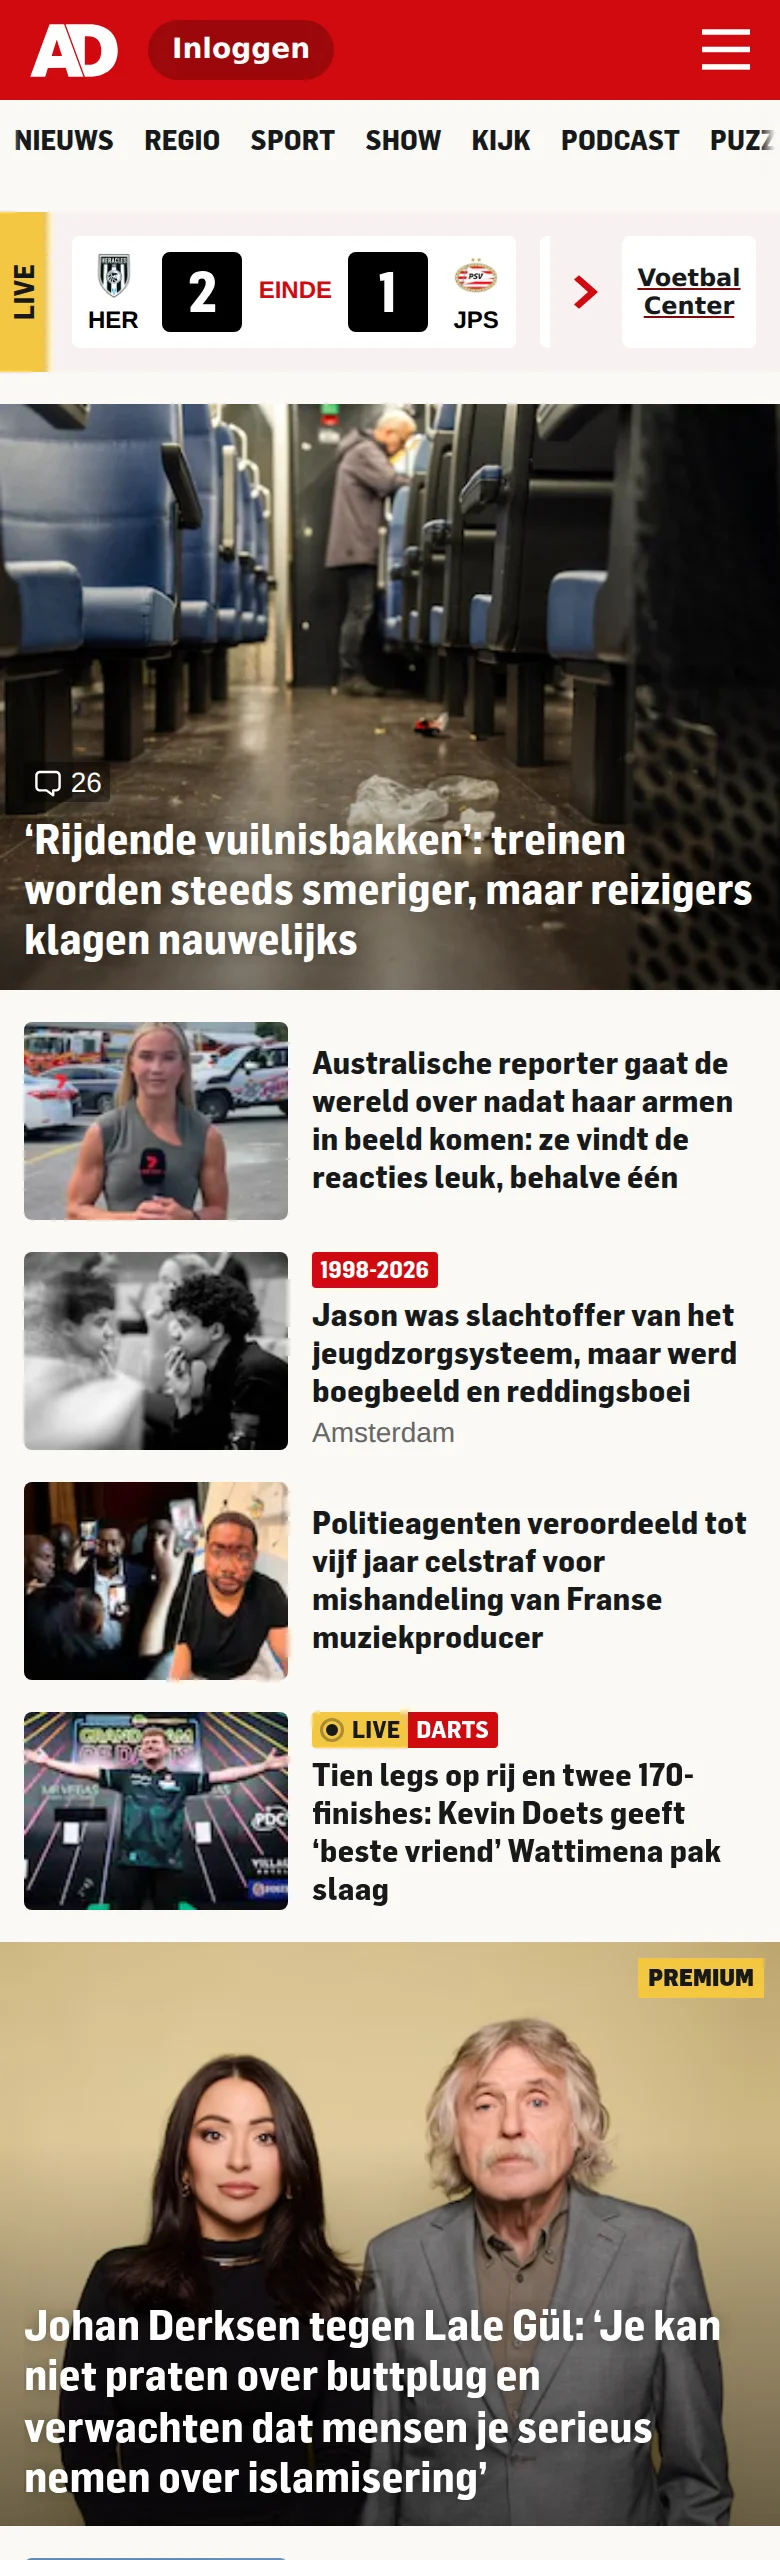 AD
Inloggen
NIEUWS REGIO SPORT SHOW KIJK PODCAST PUZZ
LIVE
HERACLES
HER
2
EINDE
1
PSV
JPS
Voetbal
Center
26
‘Rijdende vuilnisbakken’: treinen
worden steeds smeriger, maar reizigers
klagen nauwelijks
Australische reporter gaat de
wereld over nadat haar armen
in beeld komen: ze vindt de
reacties leuk, behalve één
1998-2026
Jason was slachtoffer van het
jeugdzorgsysteem, maar werd
boegbeeld en reddingsboei
Amsterdam
Politieagenten veroordeeld tot
vijf jaar celstraf voor
mishandeling van Franse
muziekproducer
PDC
LIVE DARTS
Tien legs op rij en twee 170-
finishes: Kevin Doets geeft
‘beste vriend’ Wattimena pak
slaag
PREMIUM
Johan Derksen tegen Lale Gül: ‘Je kan
niet praten over buttplug en
verwachten dat mensen je serieus
nemen over islamisering’